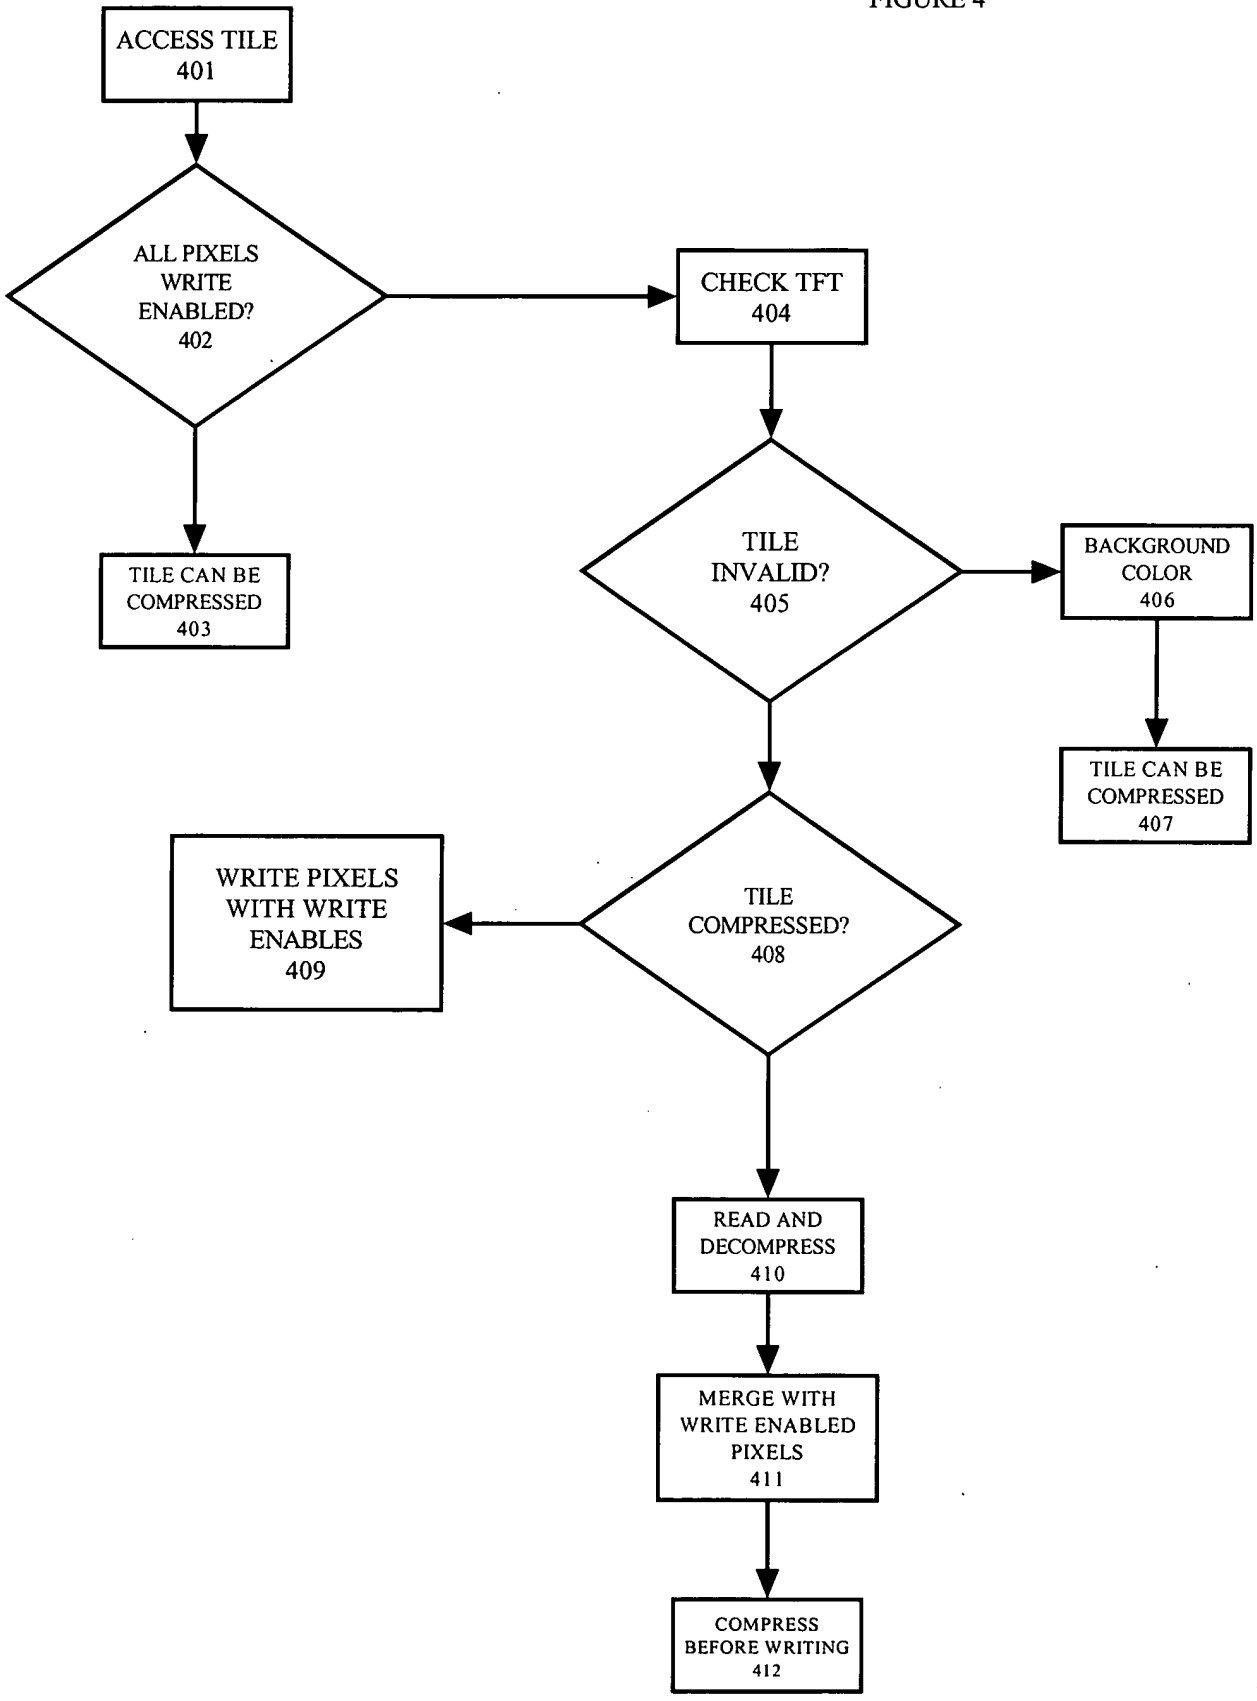 FIGURE 4
ACCESS TILE
401
ALL PIXELS
WRITE
ENABLED?
402
CHECK TFT
404
TILE CAN BE
COMPRESSED
403
TILE
INVALID?
405
BACKGROUND
COLOR
406
TILE CAN BE
COMPRESSED
407
WRITE PIXELS
WITH WRITE
ENABLES
409
TILE
COMPRESSED?
408
READ AND
DECOMPRESS
410
MERGE WITH
WRITE ENABLED
PIXELS
411
COMPRESS
BEFORE WRITING
412